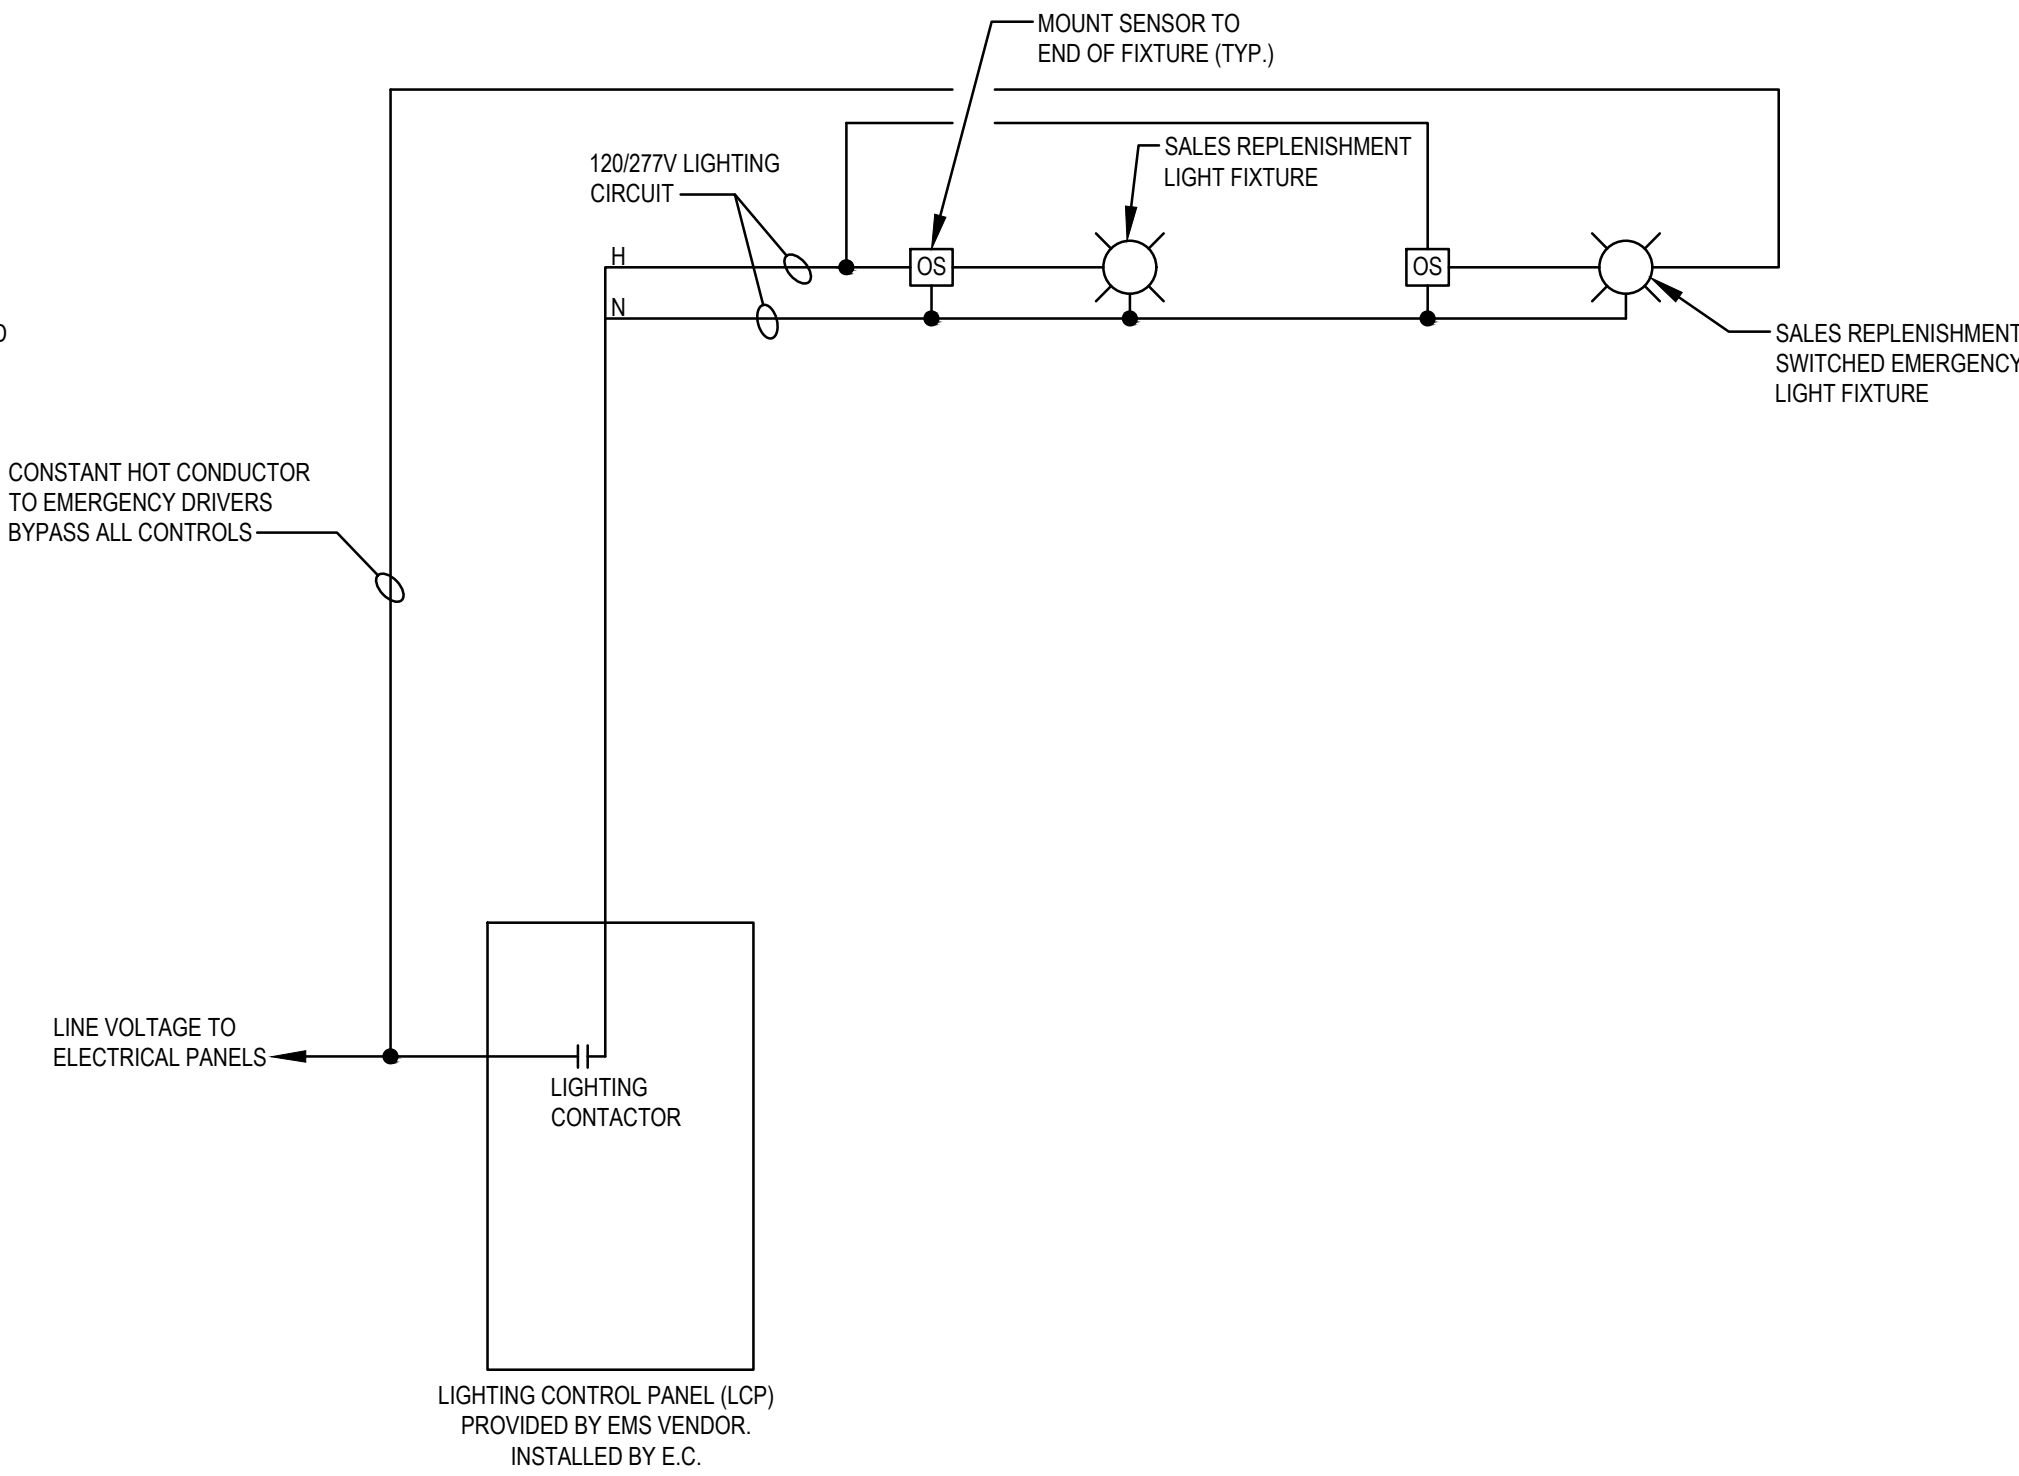 MOUNT SENSOR TO
END OF FIXTURE (TYP.)
120/277V LIGHTING
CIRCUIT
SALES REPLENISHMENT
LIGHT FIXTURE
H
OS
OS
N
SALES REPLENISHMENT
SWITCHED EMERGENCY
LIGHT FIXTURE
CONSTANT HOT CONDUCTOR
TO EMERGENCY DRIVERS
BYPASS ALL CONTROLS
LINE VOLTAGE TO
ELECTRICAL PANELS
LIGHTING
CONTACTOR
LIGHTING CONTROL PANEL (LCP)
PROVIDED BY EMS VENDOR.
INSTALLED BY E.C.